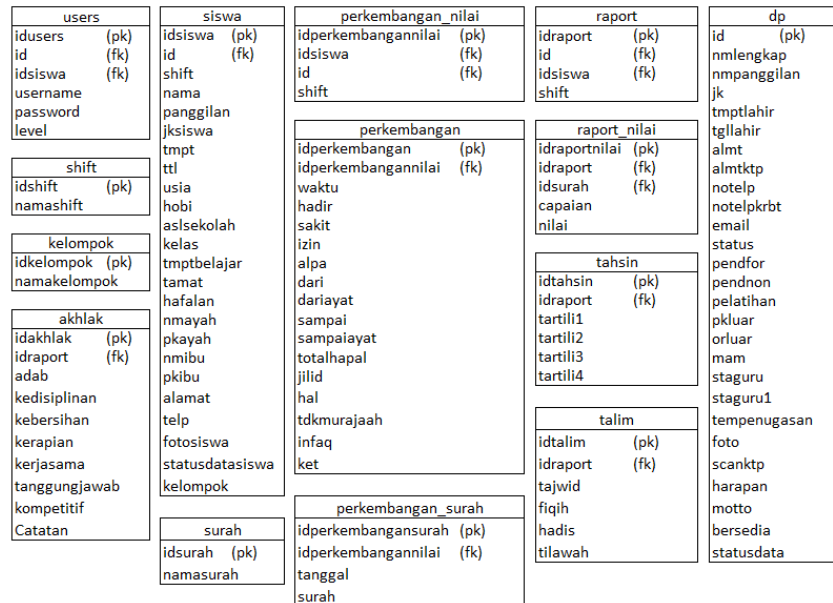 users
idusers (pk)
id (fk)
idsiswa (fk)
username
password
level
shift
idshift (pk)
namashift
kelompok
idkelompok (pk)
namakelompok
akhlak
idakhlak (pk)
idraport (fk)
adab
kedisiplinan
kebersihan
kerapian
kerjasama
tanggungjawab
kompetitif
Catatan
siswa
idsiswa (pk)
id (fk)
shift
nama
panggilan
jksiswa
tmpt
ttl
usia
hobi
aslsekolah
kelas
tmptbelajar
tamat
hafalan
nmayah
pkayah
nmibu
pkibu
alamat
telp
fotosiswa
statusdatasiswa
kelompok
surah
idsurah (pk)
namasurah
perkembangan_nilai
idperkembangannilai (pk)
idsiswa (fk)
id (fk)
shift
perkembangan
idperkembangan (pk)
idperkembangannilai (fk)
waktu
hadir
sakit
izin
alpa
dari
dariayat
sampai
sampaiayat
totalhapal
jilid
hal
tdkmurajaah
infaq
ket
perkembangan_surah
idperkembangansurah (pk)
idperkembangannilai (fk)
tanggal
surah
raport
idraport (pk)
id (fk)
idsiswa (fk)
shift
raport_nilai
idraportnilai (pk)
idraport (fk)
idsurah (fk)
capaian
nilai
tahsin
idtahsin (pk)
idraport (fk)
tartili1
tartili2
tartili3
tartili4
talim
idtalim (pk)
idraport (fk)
tajwid
fiqih
hadis
tilawah
dp
id (pk)
nmlengkap
nmpanggilan
jk
tmptlahir
tgllahir
almt
almtktp
notelp
notelpkrbt
email
status
pendfor
pendnon
pelatihan
pkluar
orluar
mam
staguru
staguru1
tempenugasan
foto
scanktp
harapan
motto
bersedia
statusdata